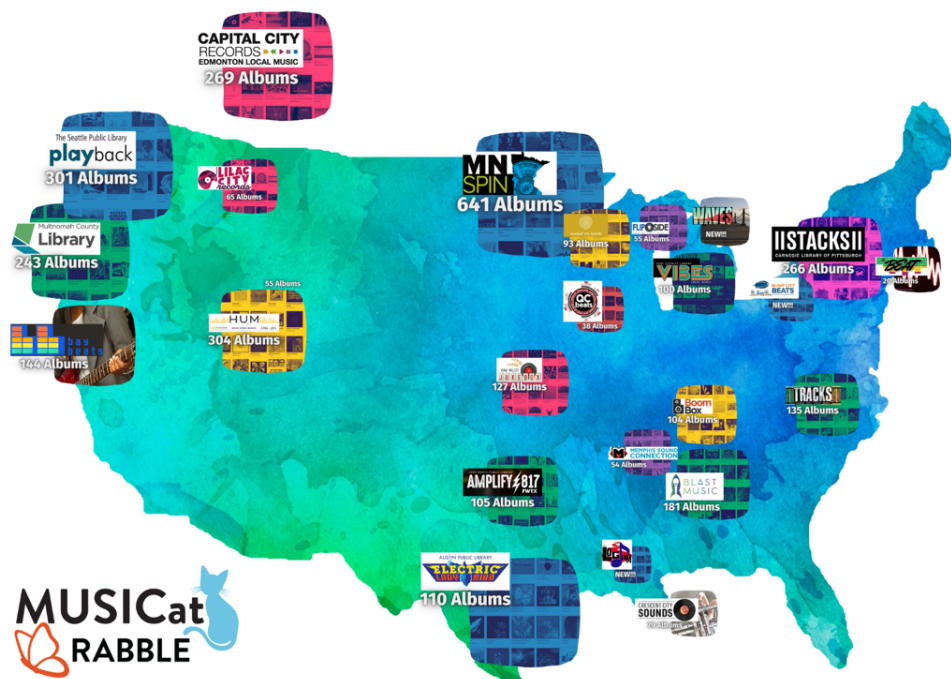 CAPITAL CITY
RECORDS
EDMONTON LOCAL MUSIC
269 Albums
The Seattle Public Library
playback
301 Albums
LILAC
CITY
records
65 Albums
MN
SPIN
641 Albums
Multnomah County
Library
243 Albums
93 Albums
FLIPSIDE
55 Albums
WAVES
NEW!!!
||STACKS||
CARNEGIE LIBRARY OF PITTSBURGH
266 Albums
BEAT
VIBES
100 Albums
BEATS
NEW!!!
55 Albums
HUM
304 Albums
QC
beats
38 Albums
bay
beats
144 Albums
127 Albums
Boom
Box
104 Albums
TRACKS
135 Albums
MEMPHIS SOUND
CONNECTION
54 Albums
AMPLIFY 817
FWTX
105 Albums
BLAST
MUSIC
181 Albums
NEW!!!
AUSTIN PUBLIC LIBRARY
ELECTRIC
LADY BIRD
110 Albums
CRESCENT CITY
SOUNDS
Albums
MUSICat
RABBLE